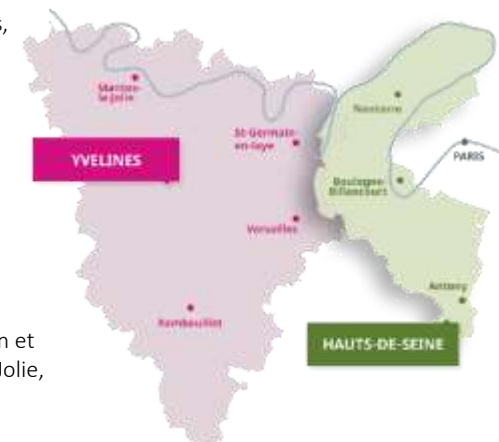 s,
Mantes-
la-Jolie
Nanterre
St-Germain-
en-laye
PARIS
YVELINES
Boulogne-
Billancourt
Versailles
Antony
Rambouillet
HAUTS-DE-SEINE
n et
Jolie,